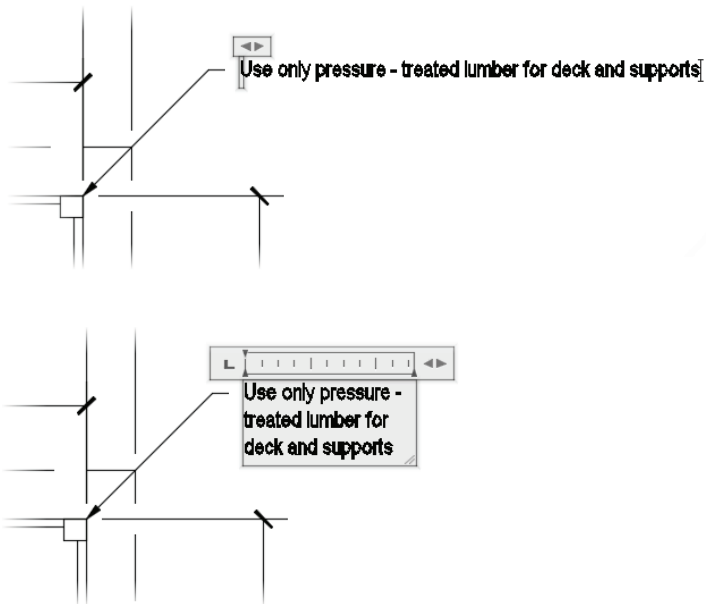 Use only pressure - treated lumber for deck and supports
L
Use only pressure -
treated lumber for
deck and supports